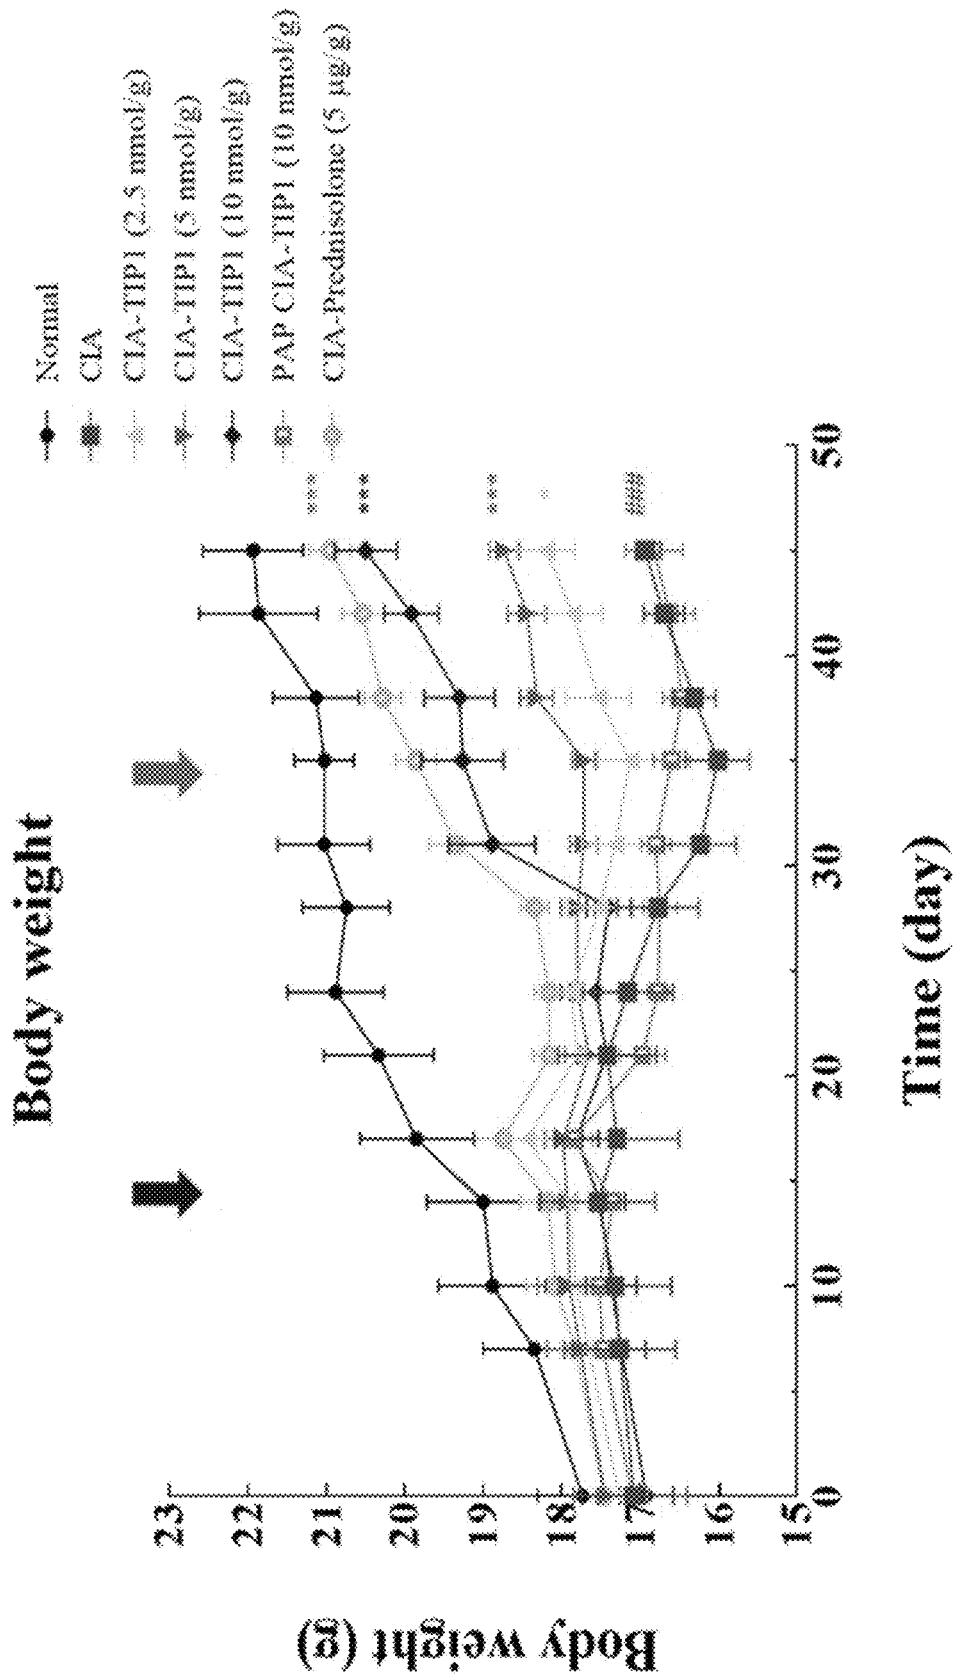 Body weight
Normal
CIA
CIA-TIP1 (2.5 nmol/g)
CIA-TIP1 (5 nmol/g)
CIA-TIP1 (10 nmol/g)
PAP CIA-TIP1 (10 nmol/g)
CIA-Prednisolone (5 µg/g)
Body weight (g)
23
22
21
20
19
18
17
16
15
***
***
***
*
###
0 10 20 30 40 50
Time (day)